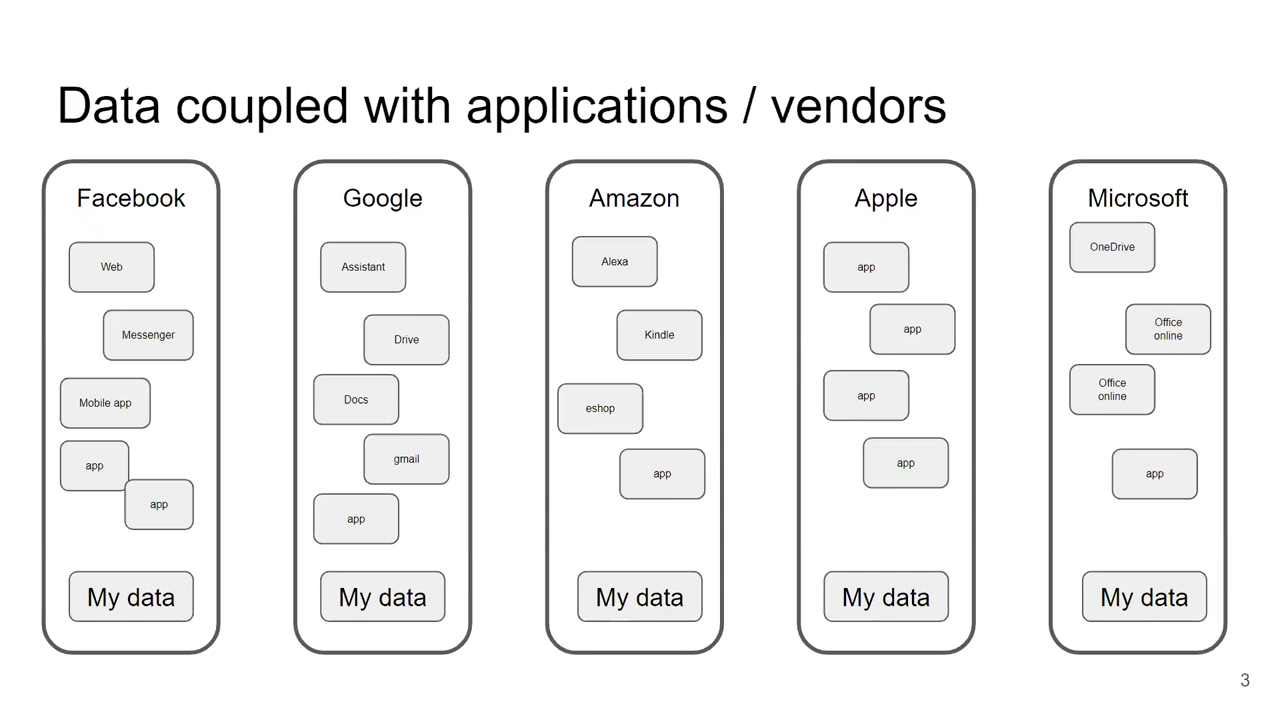 Data coupled with applications / vendors
Facebook
Web
Messenger
Mobile app
app
app
My data
Google
Assistant
Drive
Docs
gmail
app
My data
Amazon
Alexa
Kindle
eshop
app
My data
Apple
app
app
app
app
My data
Microsoft
OneDrive
Office
online
Office
online
app
My data
3